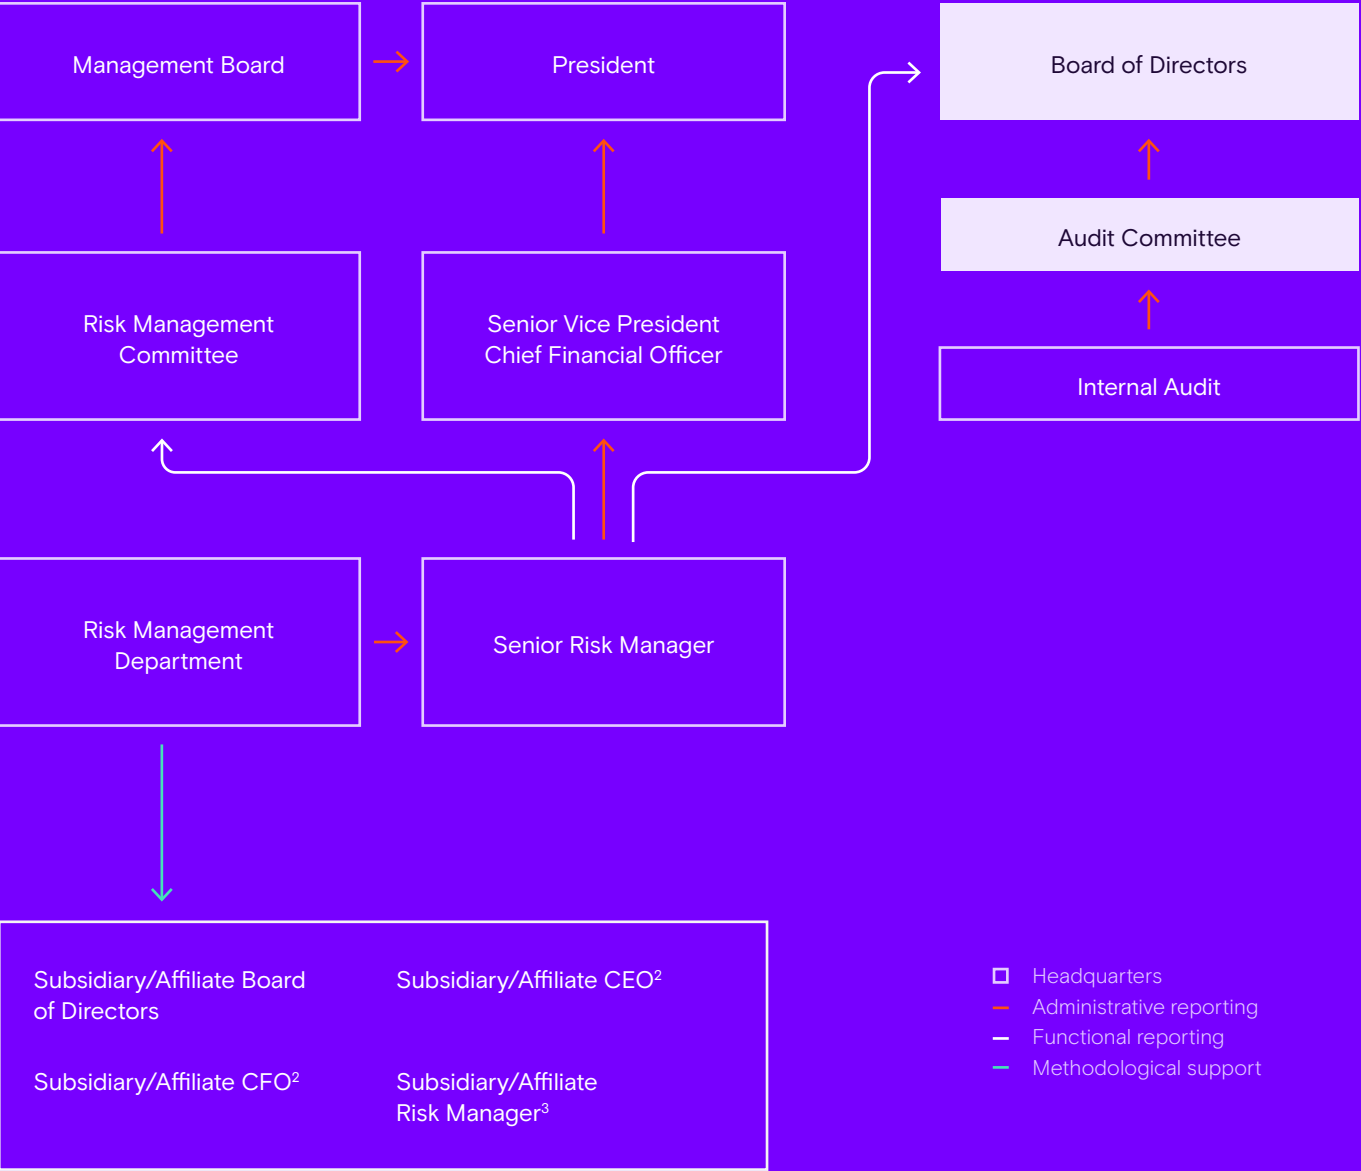 Management Board
President
Board of Directors
Audit Committee
Risk Management
Committee
Senior Vice President
Chief Financial Officer
Internal Audit
Risk Management
Department
Senior Risk Manager
Subsidiary/Affiliate Board
of Directors
Subsidiary/Affiliate CEO²
Subsidiary/Affiliate CFO²
Subsidiary/Affiliate
Risk Manager³
Headquarters
Administrative reporting
Functional reporting
Methodological support